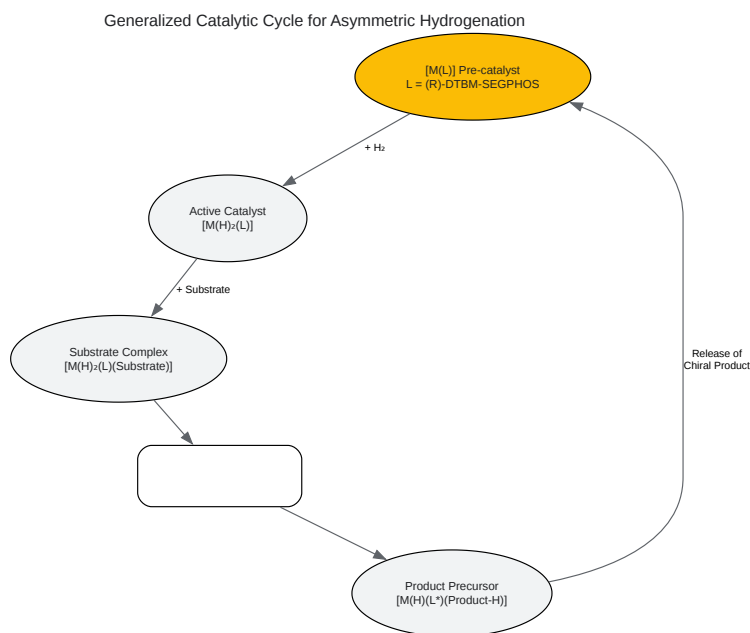 Generalized Catalytic Cycle for Asymmetric Hydrogenation
[M(L)] Pre-catalyst
L = (R)-DTBM-SEGPHOS
+ H₂
Active Catalyst
[M(H)₂(L)]
+ Substrate
Substrate Complex
[M(H)₂(L)(Substrate)]
Release of
Chiral Product
Product Precursor
[M(H)(L*)(Product-H)]